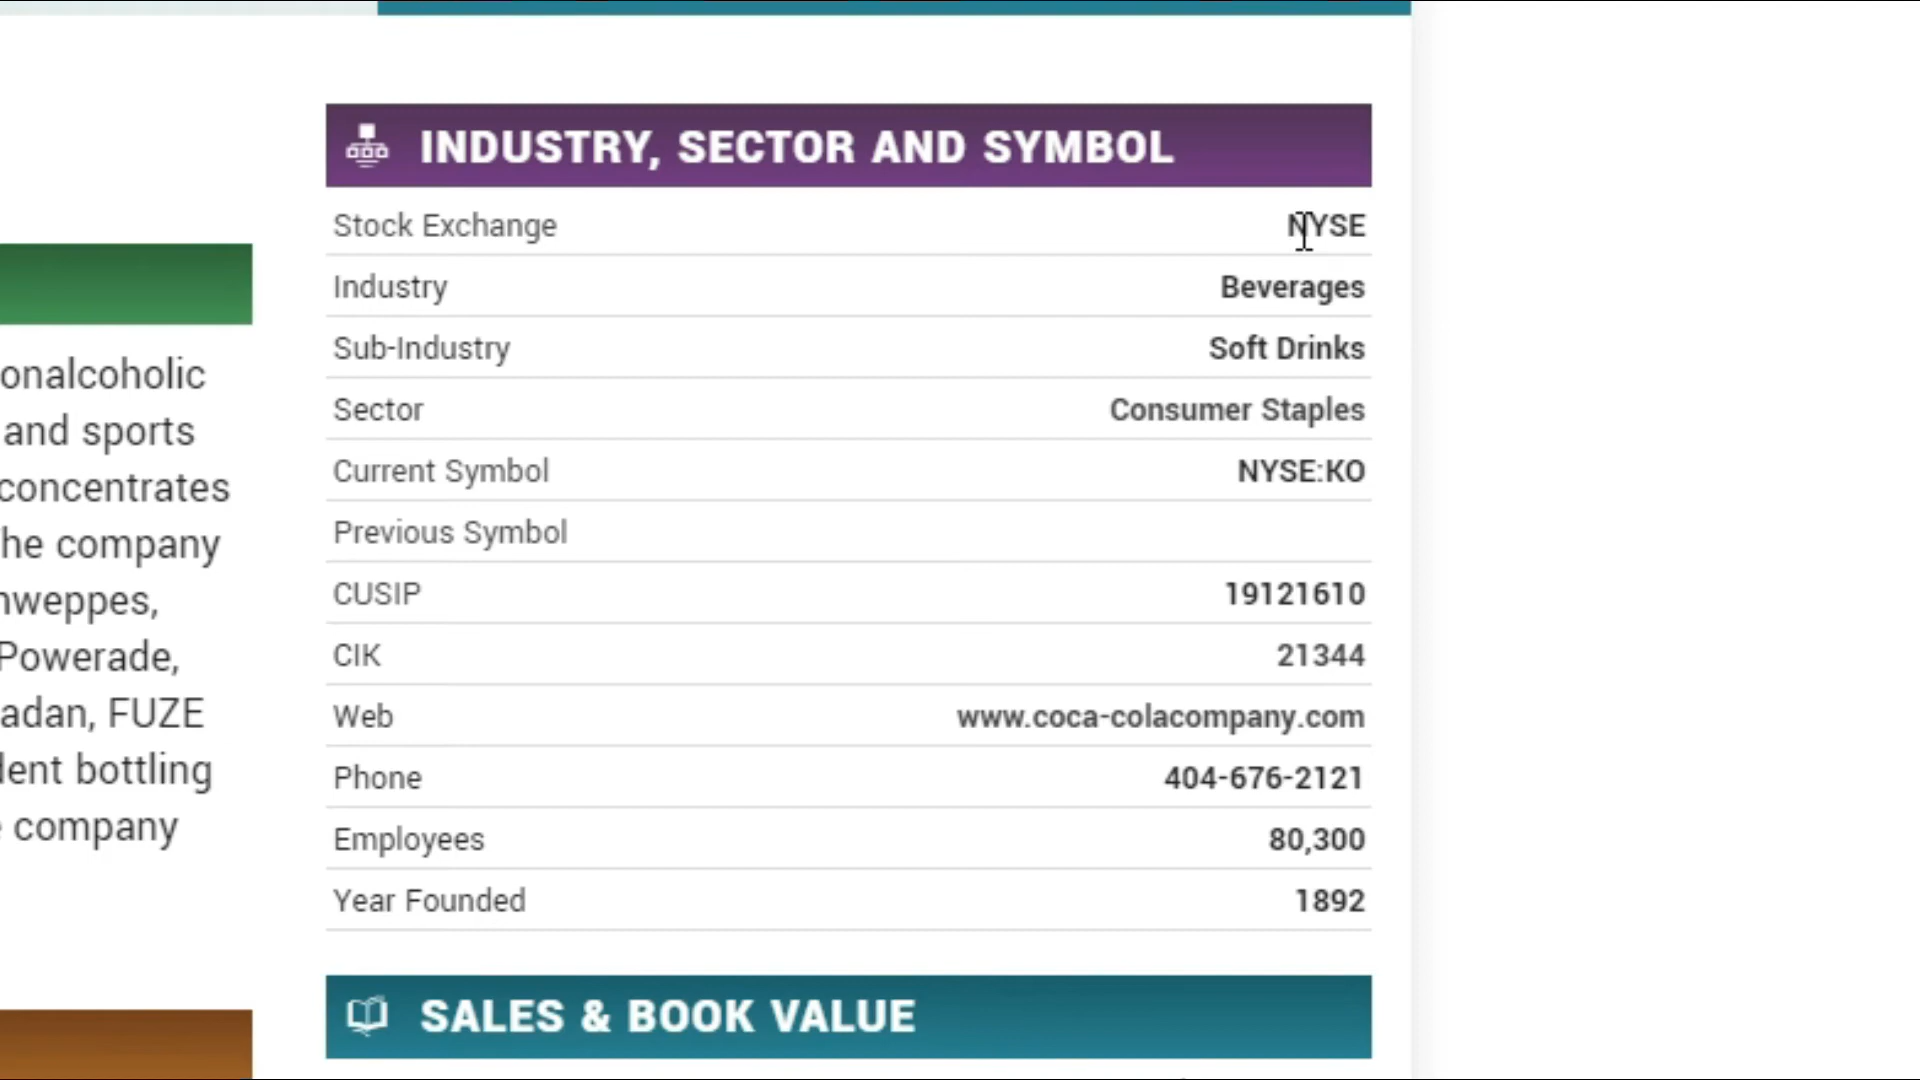 INDUSTRY, SECTOR AND SYMBOL
Stock Exchange NYSE
Industry Beverages
Sub-Industry Soft Drinks
Sector Consumer Staples
Current Symbol NYSE:KO
Previous Symbol
CUSIP 19121610
CIK 21344
Web www.coca-colacompany.com
Phone 404-676-2121
Employees 80,300
Year Founded 1892
SALES & BOOK VALUE
onalcoholic
and sports
concentrates
he company
hweppes,
Powerade,
adan, FUZE
lent bottling
company